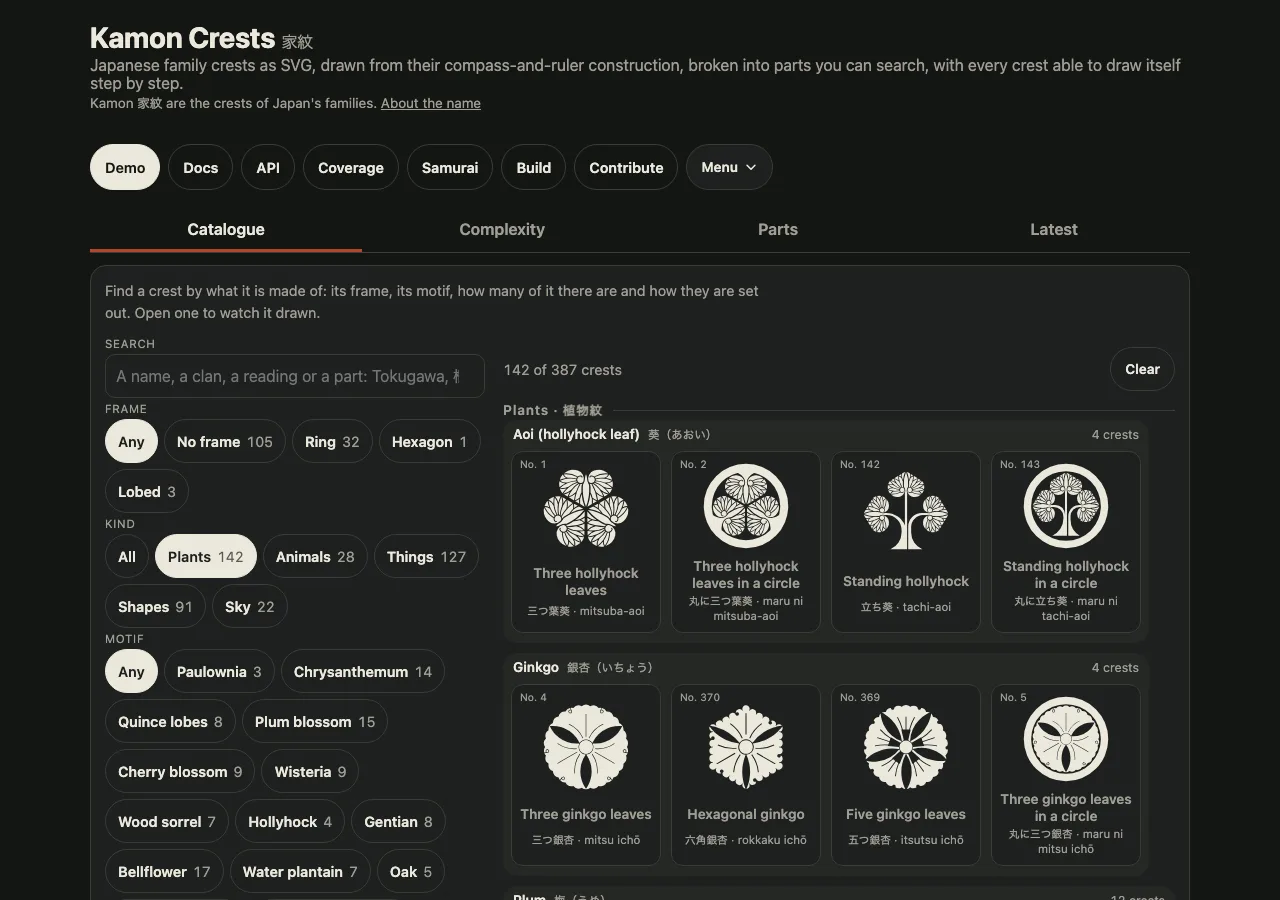 Kamon Crests 家紋
Japanese family crests as SVG, drawn from their compass-and-ruler construction, broken into parts you can search, with every crest able to draw itself
step by step.
Kamon 家紋 are the crests of Japan's families. About the name
Demo Docs API Coverage Samurai Build Contribute Menu
Catalogue Complexity Parts Latest
Find a crest by what it is made of: its frame, its motif, how many of it there are and how they are set
out. Open one to watch it drawn.
SEARCH
A name, a clan, a reading or a part: Tokugawa,
142 of 387 crests
Clear
FRAME
Any No frame 105 Ring 32 Hexagon 1
Lobed 3
KIND
All Plants 142 Animals 28 Things 127
Shapes 91 Sky 22
MOTIF
Any Paulownia 3 Chrysanthemum 14
Quince lobes 8 Plum blossom 15
Cherry blossom 9 Wisteria 9
Wood sorrel 7 Hollyhock 4 Gentian 8
Bellflower 17 Water plantain 7 Oak 5
Plants · 植物紋
Aoi (hollyhock leaf) 葵（あおい） 4 crests
No. 1
Three hollyhock
leaves
三つ葉葵 · mitsuba-aoi
No. 2
Three hollyhock
leaves in a circle
丸に三つ葉葵 · maru ni
mitsuba-aoi
No. 142
Standing hollyhock
立ち葵 · tachi-aoi
No. 143
Standing hollyhock
in a circle
丸に立ち葵 · maru ni
tachi-aoi
Ginkgo 銀杏（いちょう） 4 crests
No. 4
Three ginkgo leaves
三つ銀杏 · mitsu ichō
No. 370
Hexagonal ginkgo
六角銀杏 · rokkaku ichō
No. 369
Five ginkgo leaves
五つ銀杏 · itsutsu ichō
No. 5
Three ginkgo leaves
in a circle
丸に三つ銀杏 · maru ni
mitsu ichō
Plum 梅（うめ） 12 crests